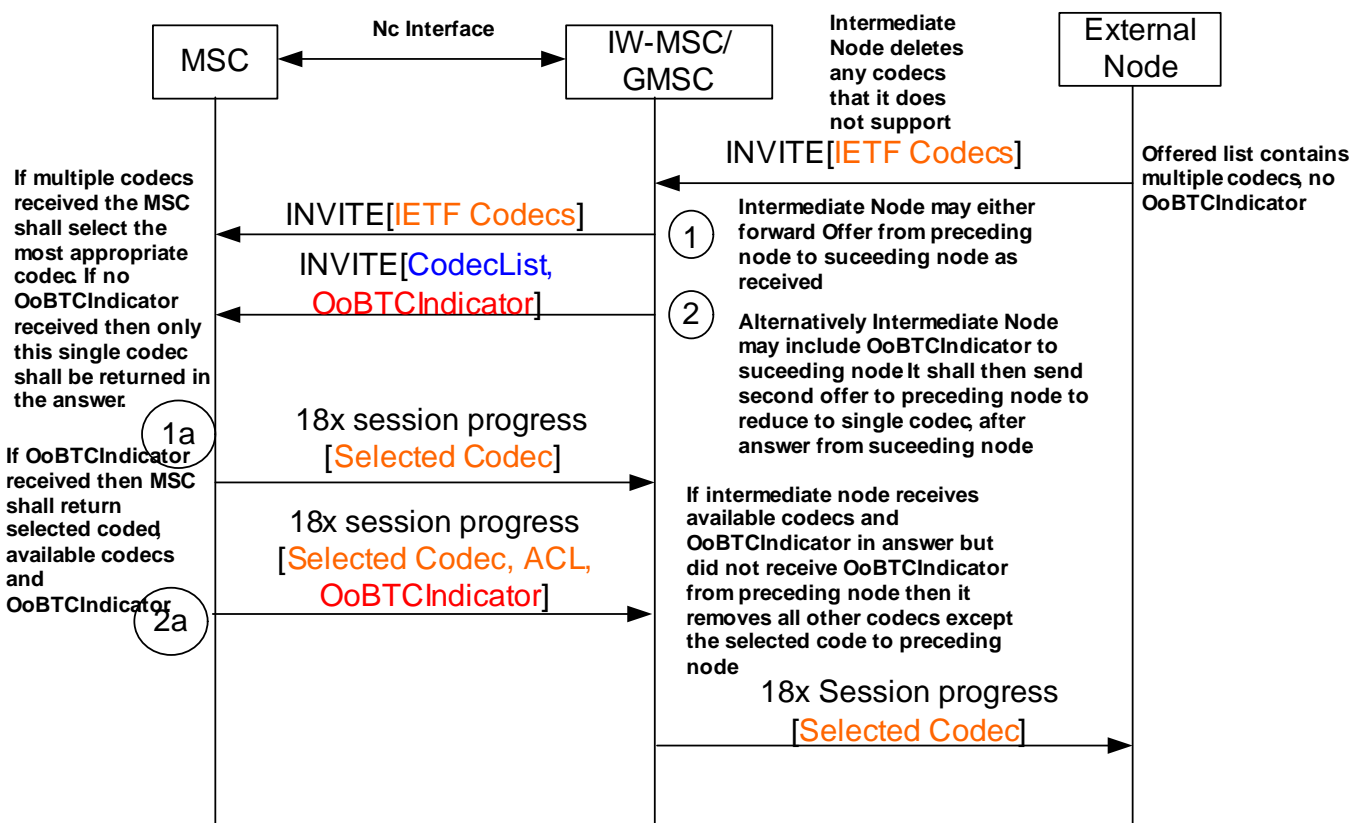 MSC
Nc Interface
IW-MSC/
GMSC
Intermediate
Node deletes
any codecs
that it does
not support
External
Node
INVITE[IETF Codecs]
Offered list contains
multiple codecs, no
OoBTCIndicator
If multiple codecs
received the MSC
shall select the
most appropriate
codec. If no
OoBTCIndicator
received then only
this single codec
shall be returned in
the answer.
INVITE[IETF Codecs]
1
Intermediate Node may either
forward Offer from preceding
node to suceeding node as
received
INVITE[CodecList,
OoBTCIndicator]
2
Alternatively Intermediate Node
may include OoBTCIndicator to
suceeding node It shall then send
second offer to preceding node to
reduce to single codec, after
answer from suceeding node
1a
18x session progress
[Selected Codec]
If OoBTCIndicator
received then MSC
shall return
selected coded,
available codecs
and
OoBTCIndicator
2a
18x session progress
[Selected Codec, ACL,
OoBTCIndicator]
If intermediate node receives
available codecs and
OoBTCIndicator in answer but
did not receive OoBTCIndicator
from preceding node then it
removes all other codecs except
the selected code to preceding
node
18x Session progress
[Selected Codec]